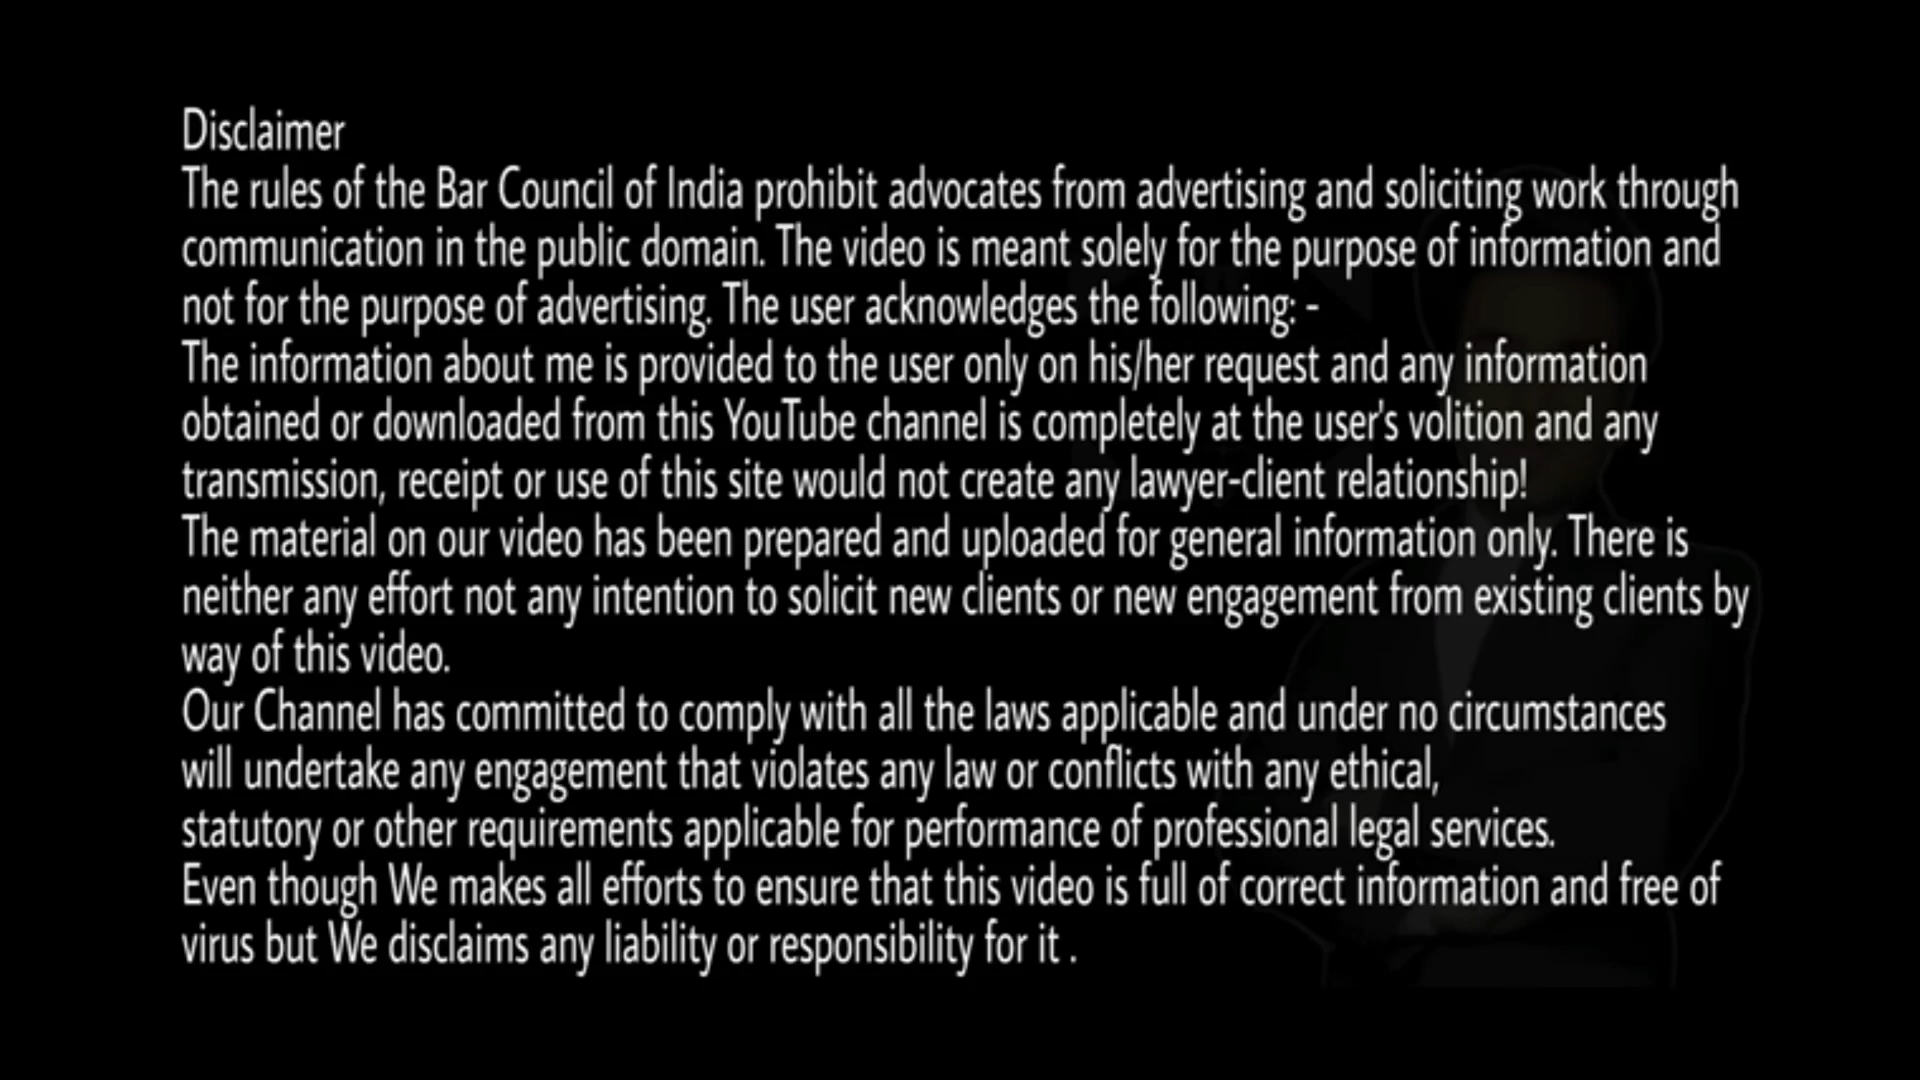 Disclaimer
The rules of the Bar Council of India prohibit advocates from advertising and soliciting work through
communication in the public domain. The video is meant solely for the purpose of information and
not for the purpose of advertising. The user acknowledges the following: -
The information about me is provided to the user only on his/her request and any information
obtained or downloaded from this YouTube channel is completely at the user's volition and any
transmission, receipt or use of this site would not create any lawyer-client relationship!
The material on our video has been prepared and uploaded for general information only. There is
neither any effort not any intention to solicit new clients or new engagement from existing clients by
way of this video.
Our Channel has committed to comply with all the laws applicable and under no circumstances
will undertake any engagement that violates any law or conflicts with any ethical,
statutory or other requirements applicable for performance of professional legal services.
Even though We makes all efforts to ensure that this video is full of correct information and free of
virus but We disclaims any liability or responsibility for it .